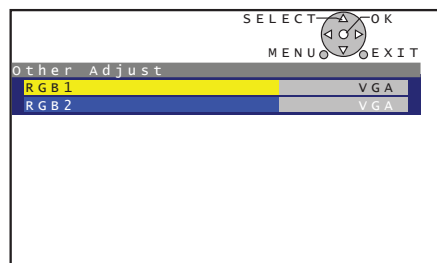 SELECT OK
MENU EXIT
Other Adjust
RGB1 VGA
RGB2 VGA